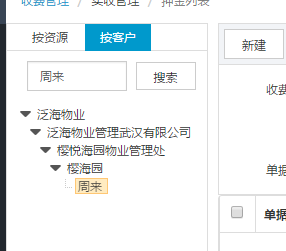 收费管理 / 实收管理 / 押金列表
按资源 按客户
周来 搜索
泛海物业
泛海物业管理武汉有限公司
樱悦海园物业管理处
樱海园
周来
新建
收费
单据
单据